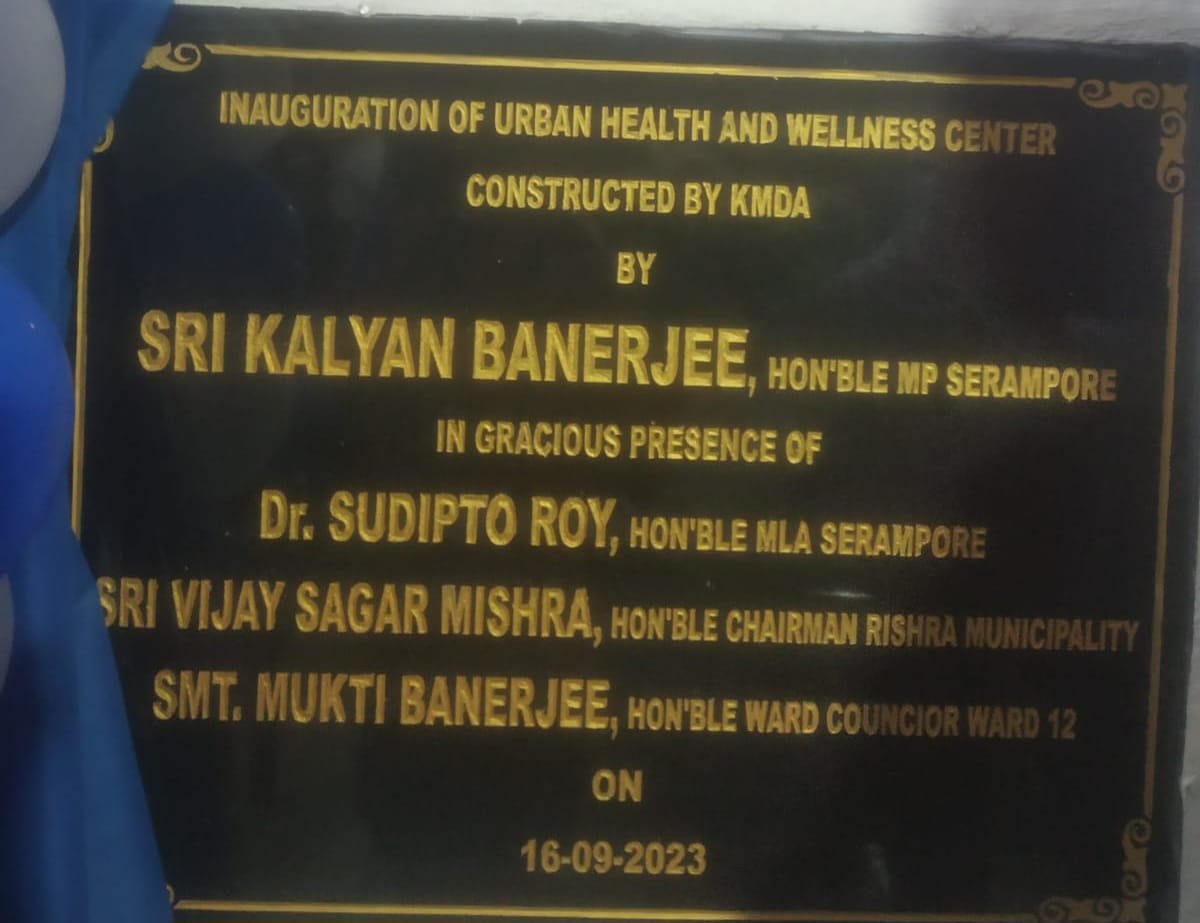 INAUGURATION OF URBAN HEALTH AND WELLNESS CENTER
CONSTRUCTED BY KMDA
BY
SRI KALYAN BANERJEE, HON'BLE MP SERAMPORE
IN GRACIOUS PRESENCE OF
Dr. SUDIPTO ROY, HON'BLE MLA SERAMPORE
SRI VIJAY SAGAR MISHRA, HON'BLE CHAIRMAN RISHRA MUNICIPALITY
SMT. MUKTI BANERJEE, HON'BLE WARD COUNCIOR WARD 12
ON
16-09-2023